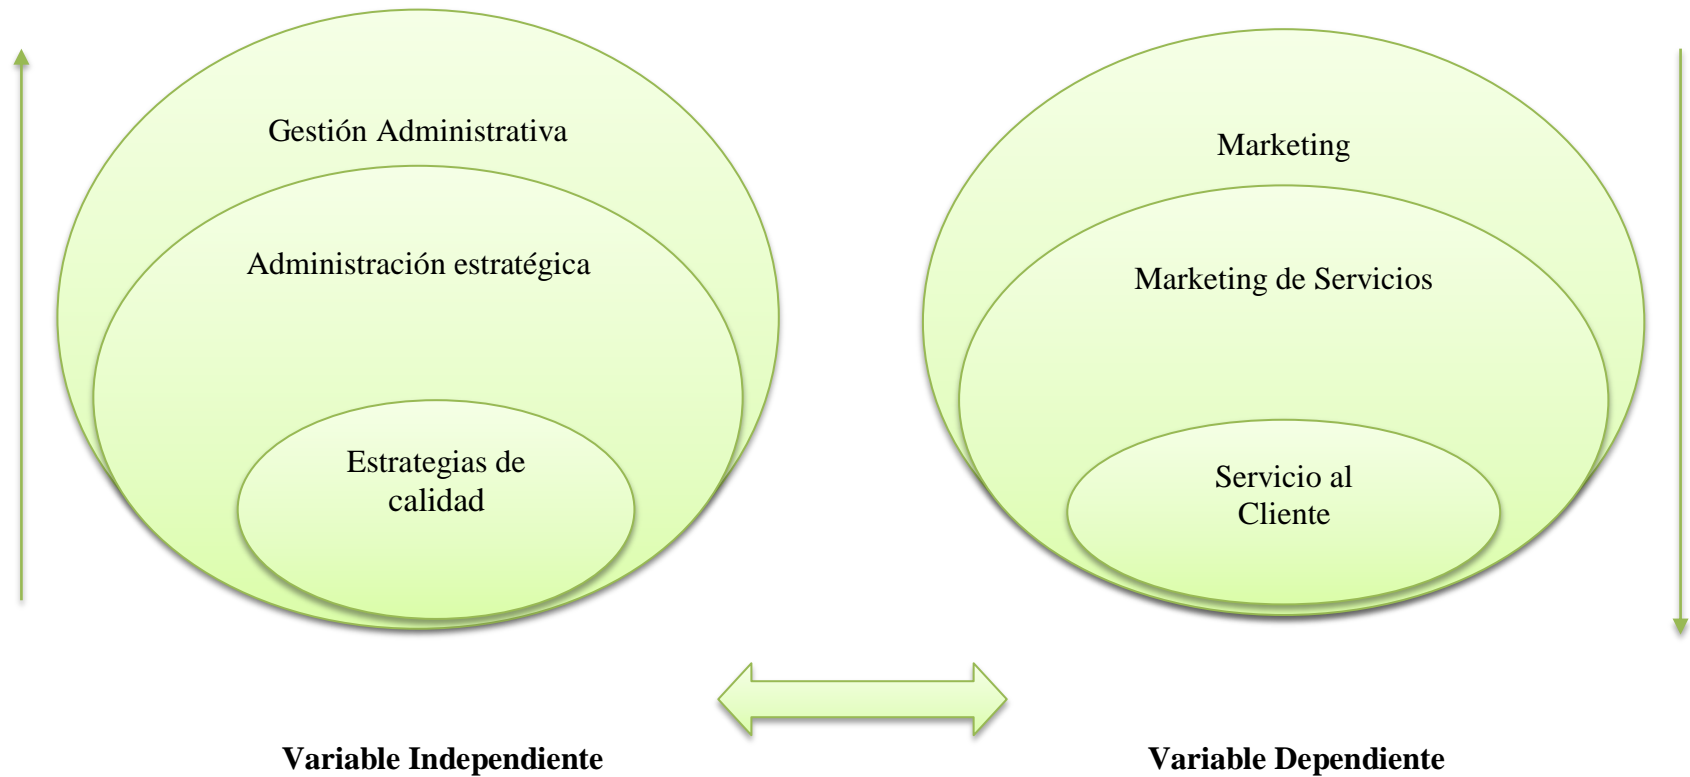 Gestión Administrativa
Administración estratégica
Estrategias de
calidad
Marketing
Marketing de Servicios
Servicio al
Cliente
Variable Independiente
Variable Dependiente